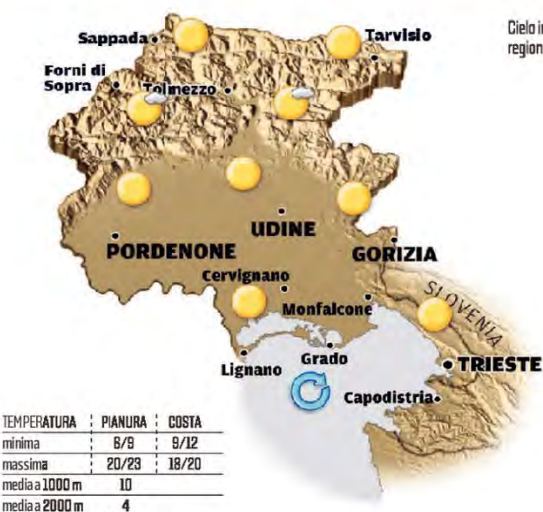 Sappada
Tarvisio
Cielo in
region
Forni di
Sopra
Tolmezzo
UDINE
PORDENONE
GORIZIA
Cervignano
Monfalcone
SLOVENIA
Lignano
Grado
TRIESTE
Capodistria
TEMPERATURA PIANURA COSTA
minima 6/9 9/12
massima 20/23 18/20
media a 1000 m 10
media a 2000 m 4